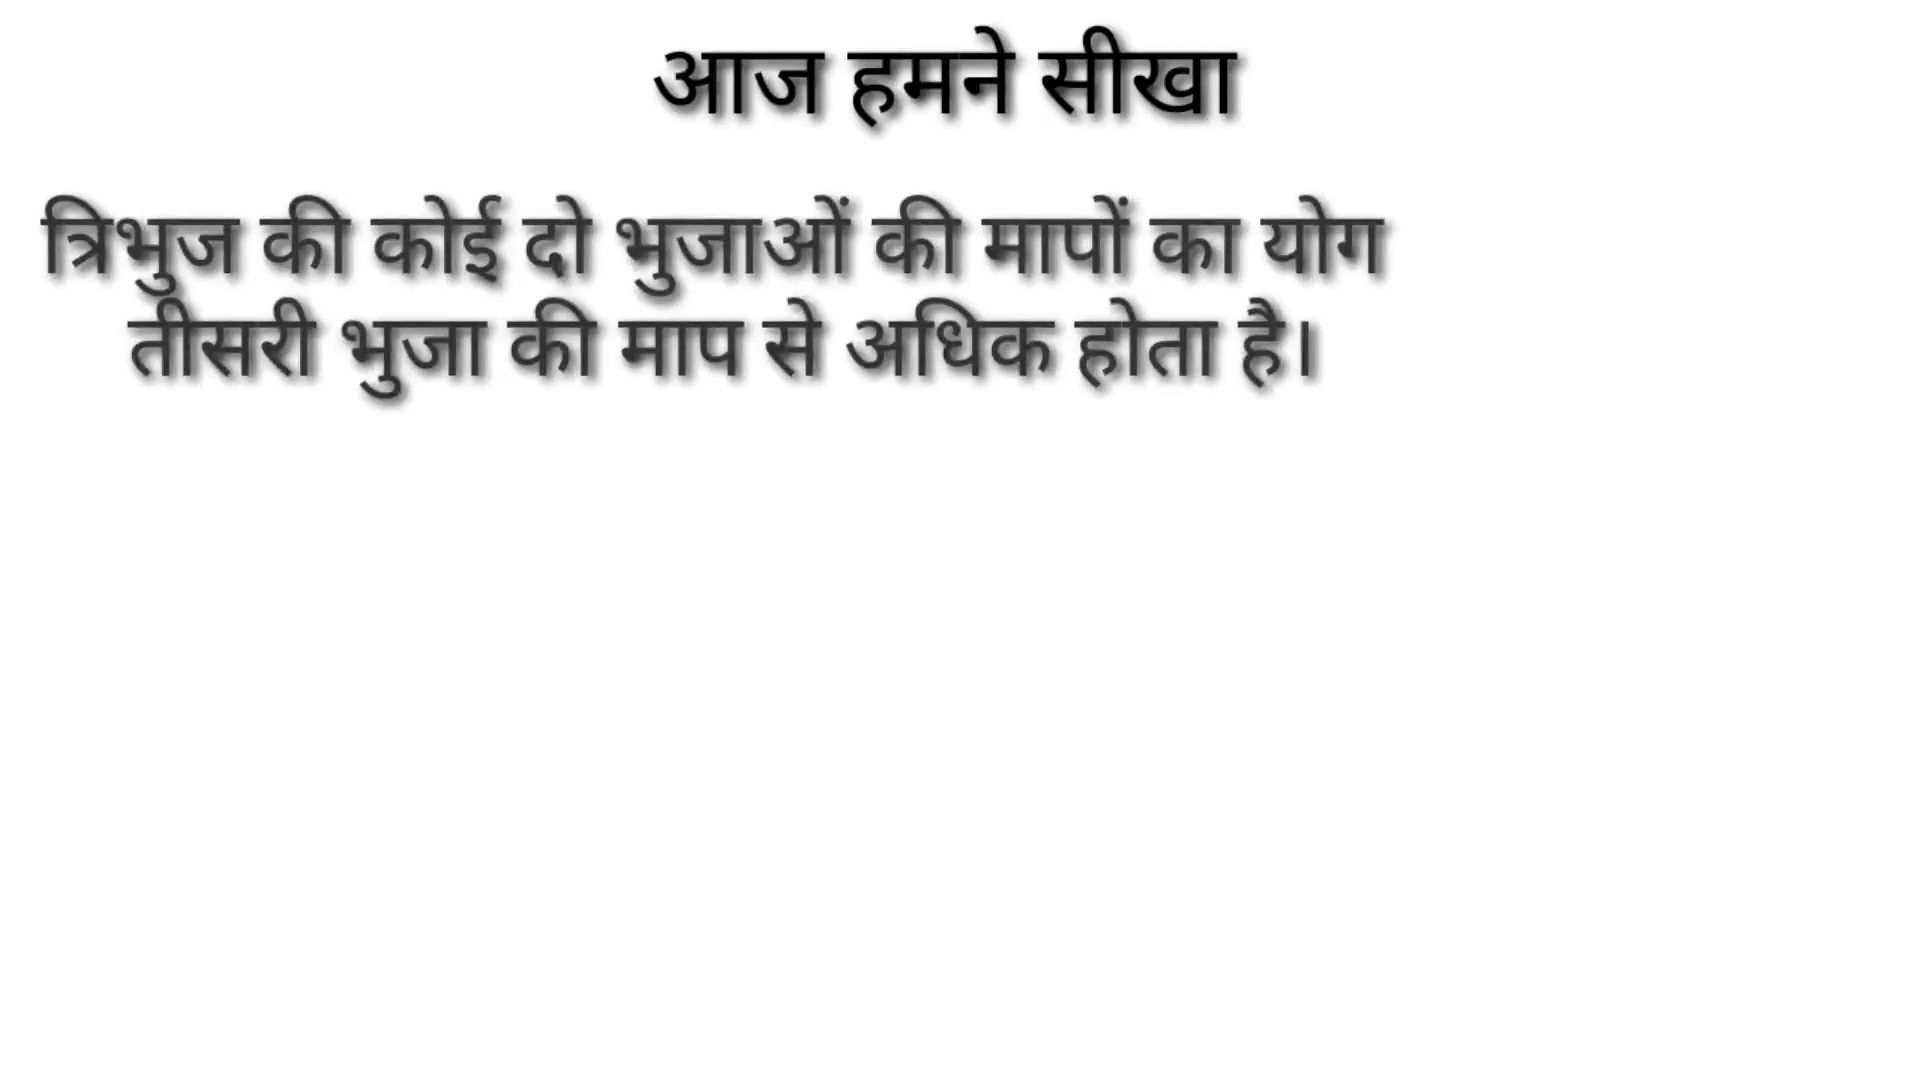 आज हमने सीखा
त्रिभुज की कोई दो भुजाओं की मापों का योग
तीसरी भुजा की माप से अधिक होता है।